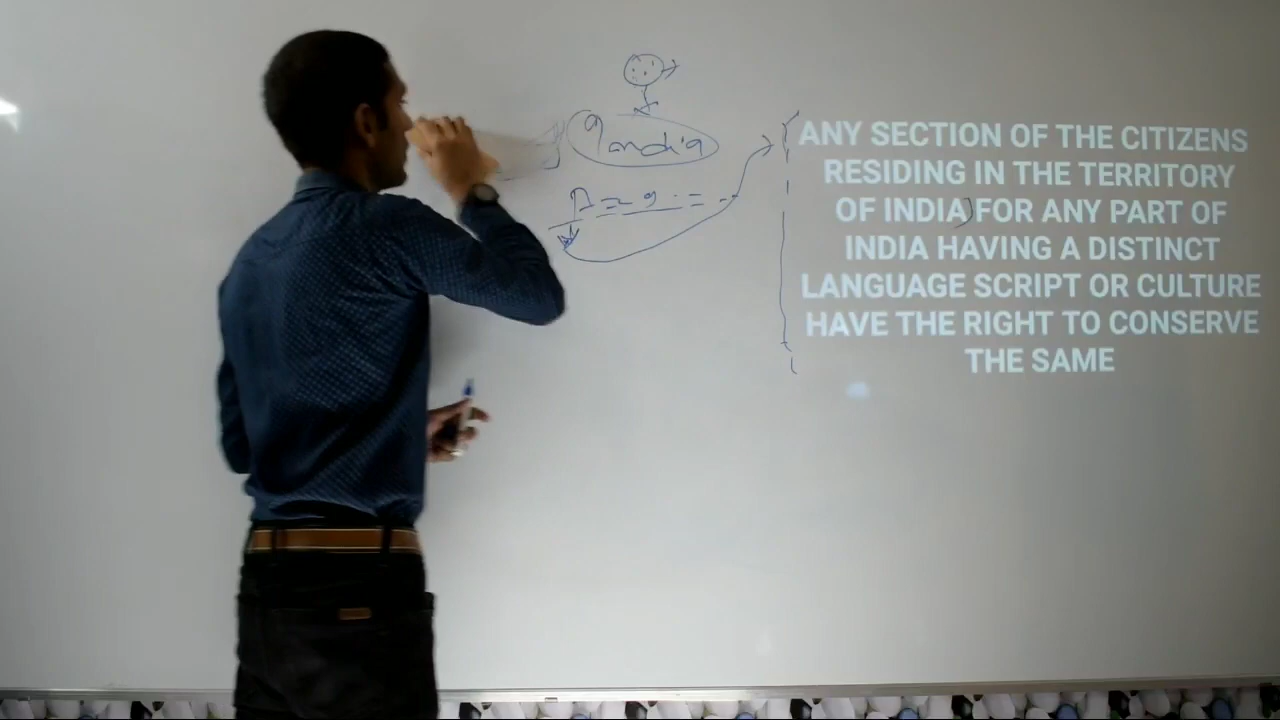 India
ANY SECTION OF THE CITIZENS
RESIDING IN THE TERRITORY
OF INDIA) FOR ANY PART OF
INDIA HAVING A DISTINCT
LANGUAGE SCRIPT OR CULTURE
HAVE THE RIGHT TO CONSERVE
THE SAME